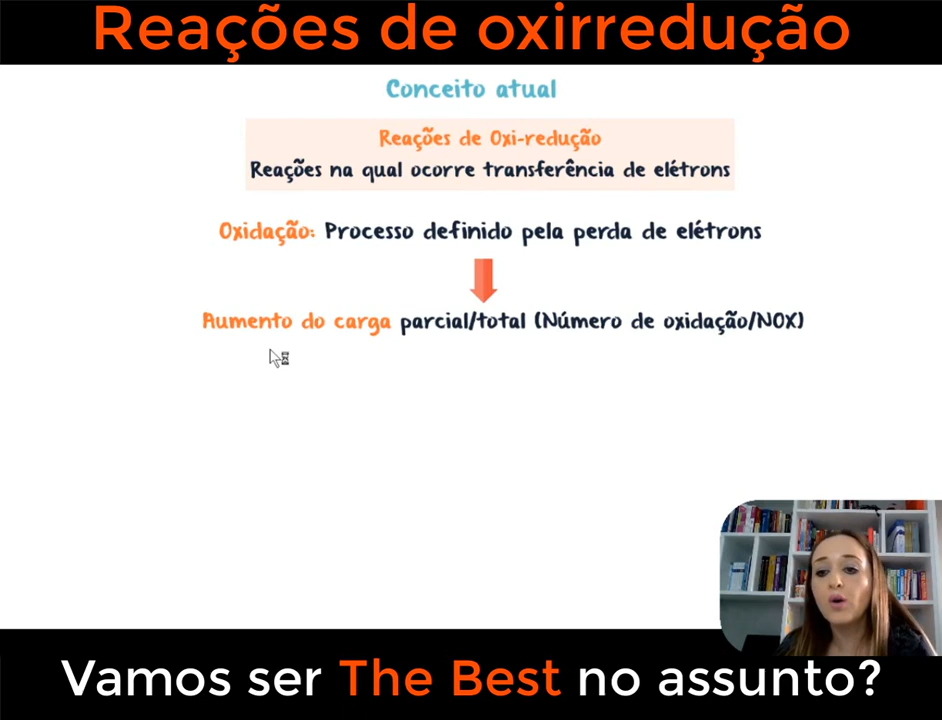 Reações de oxirredução
Conceito atual
Reações de Oxi-redução
Reações na qual ocorre transferência de elétrons
Oxidação: Processo definido pela perda de elétrons
Aumento do carga parcial/total (Número de oxidação/NOX)
Vamos ser The Best no assunto?